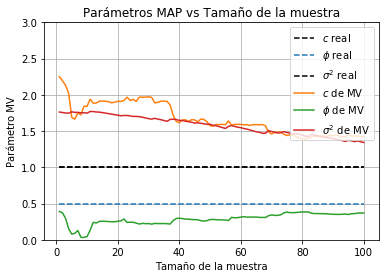 Parámetros MAP vs Tamaño de la muestra
3.0
2.5
2.0
1.5
1.0
0.5
0.0
Parámetro MV
c real
ϕ real
σ² real
c de MV
ϕ de MV
σ² de MV
0
20
40
60
80
100
Tamaño de la muestra